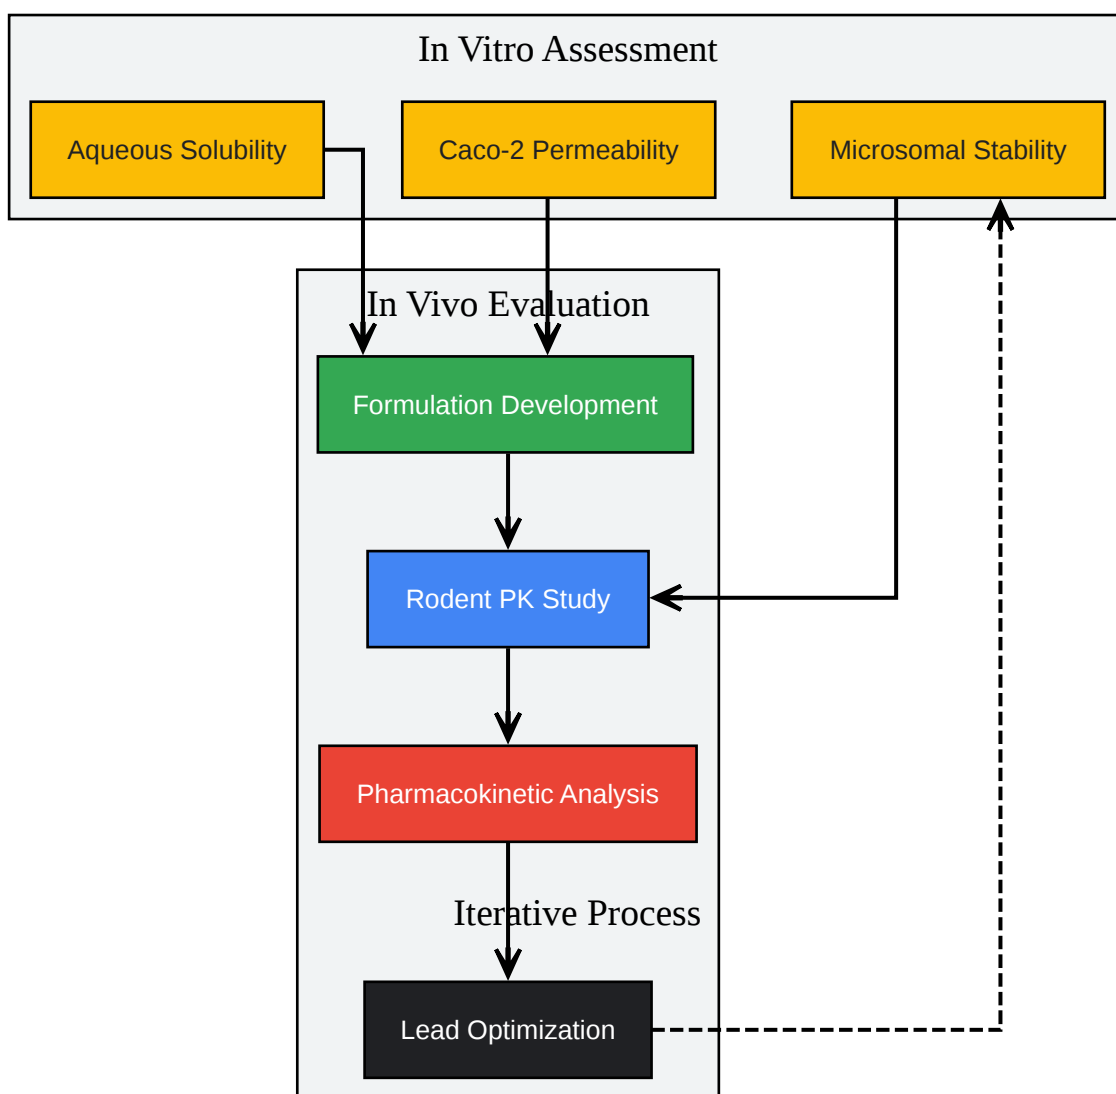 In Vitro Assessment
Aqueous Solubility
Caco-2 Permeability
Microsomal Stability
In Vivo Evaluation
Formulation Development
Rodent PK Study
Pharmacokinetic Analysis
Iterative Process
Lead Optimization